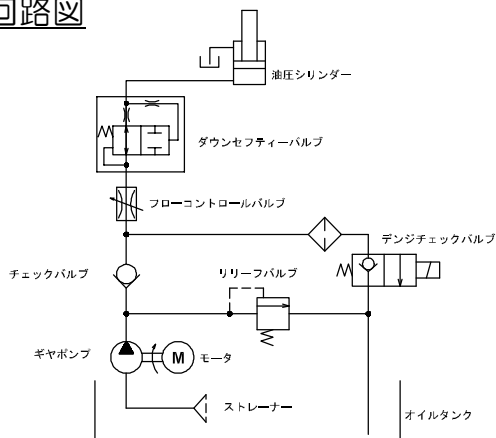 回路図
油圧シリンダー
ダウンセフティーバルブ
フローコントロールバルブ
デンジチェックバルブ
チェックバルブ
リリーフバルブ
ギヤポンプ
M
モータ
ストレーナー
オイルタンク